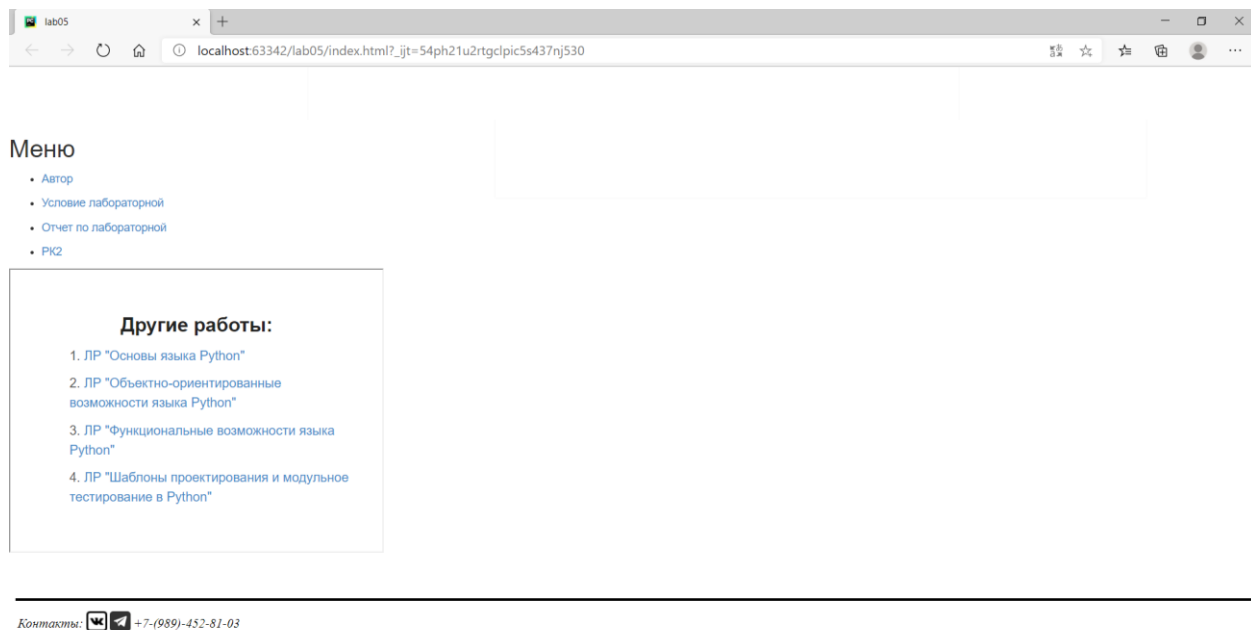 lab05
localhost:63342/lab05/index.html?_ijt=54ph21u2rtgclpic5s437nj530
Меню
Автор
Условие лабораторной
Отчет по лабораторной
РК2
Другие работы:
1. ЛР "Основы языка Python"
2. ЛР "Объектно-ориентированные
возможности языка Python"
3. ЛР "Функциональные возможности языка
Python"
4. ЛР "Шаблоны проектирования и модульное
тестирование в Python"
Контакты: +7-(989)-452-81-03